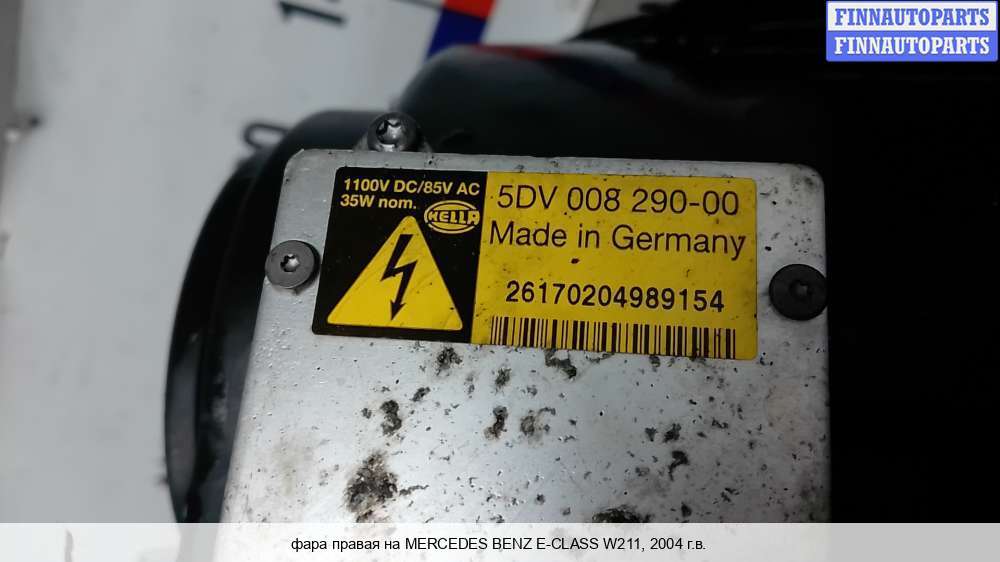 FINNAUTOPARTS
FINNAUTOPARTS
1100V DC/85V AC
35W nom.
HELLA
5DV 008 290-00
Made in Germany
26170204989154
фара правая на MERCEDES BENZ E-CLASS W211, 2004 г.в.